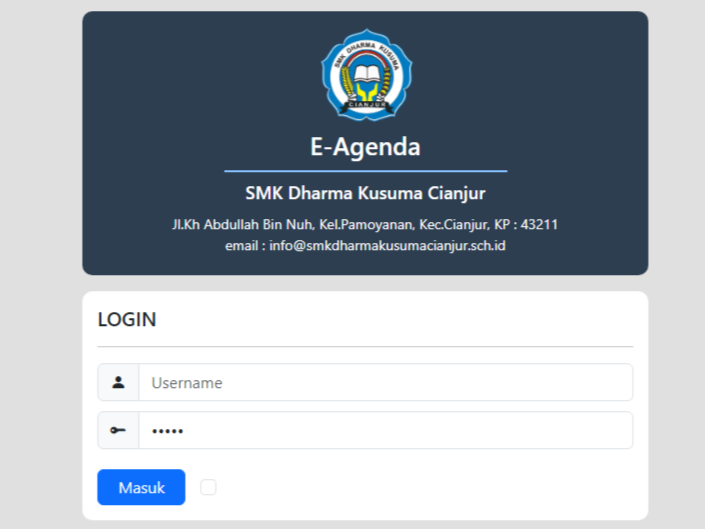 SMK DHARMA KUSUMA
CIANJUR
E-Agenda
SMK Dharma Kusuma Cianjur
Jl.Kh Abdullah Bin Nuh, Kel.Pamoyanan, Kec.Cianjur, KP : 43211
email : info@smkdharmakusumacianjur.sch.id
LOGIN
Username
•••••
Masuk